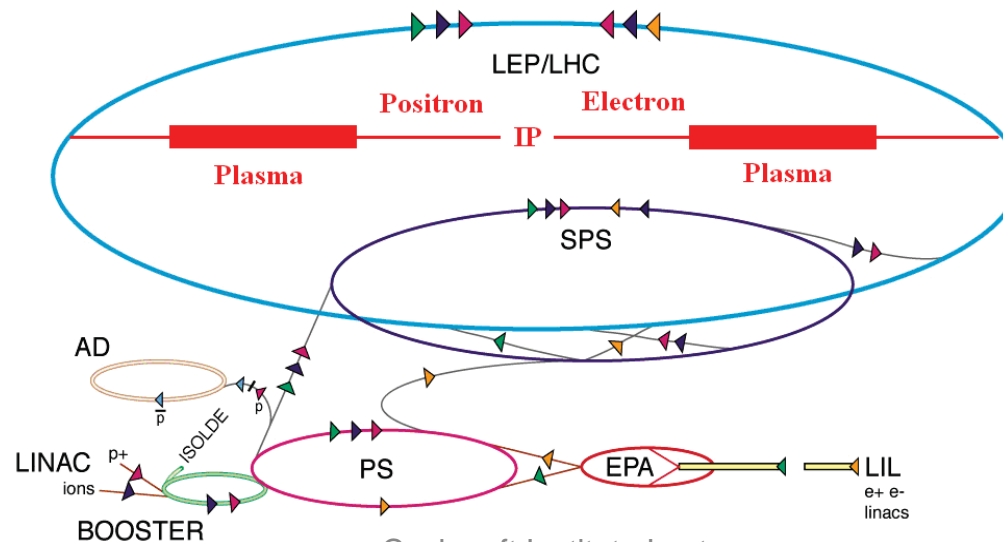 LEP/LHC
Positron
Electron
IP
Plasma
Plasma
SPS
AD
p
p
ISOLDE
LINAC
p+
ions
BOOSTER
PS
EPA
LIL
e+ e-
linacs